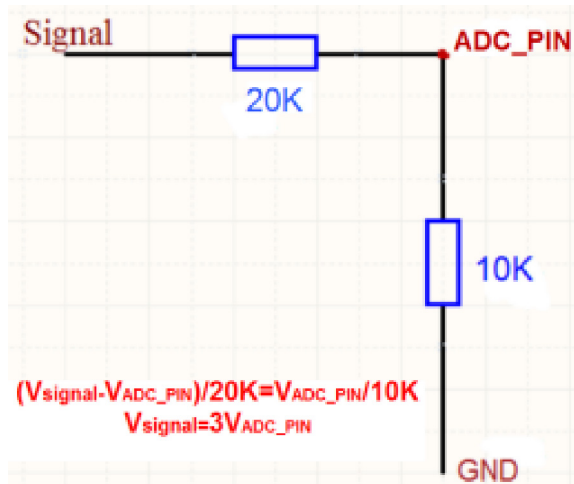 Signal
ADC_PIN
20K
10K
(Vsignal-VADC_PIN)/20K=VADC_PIN/10K
Vsignal=3VADC_PIN
GND